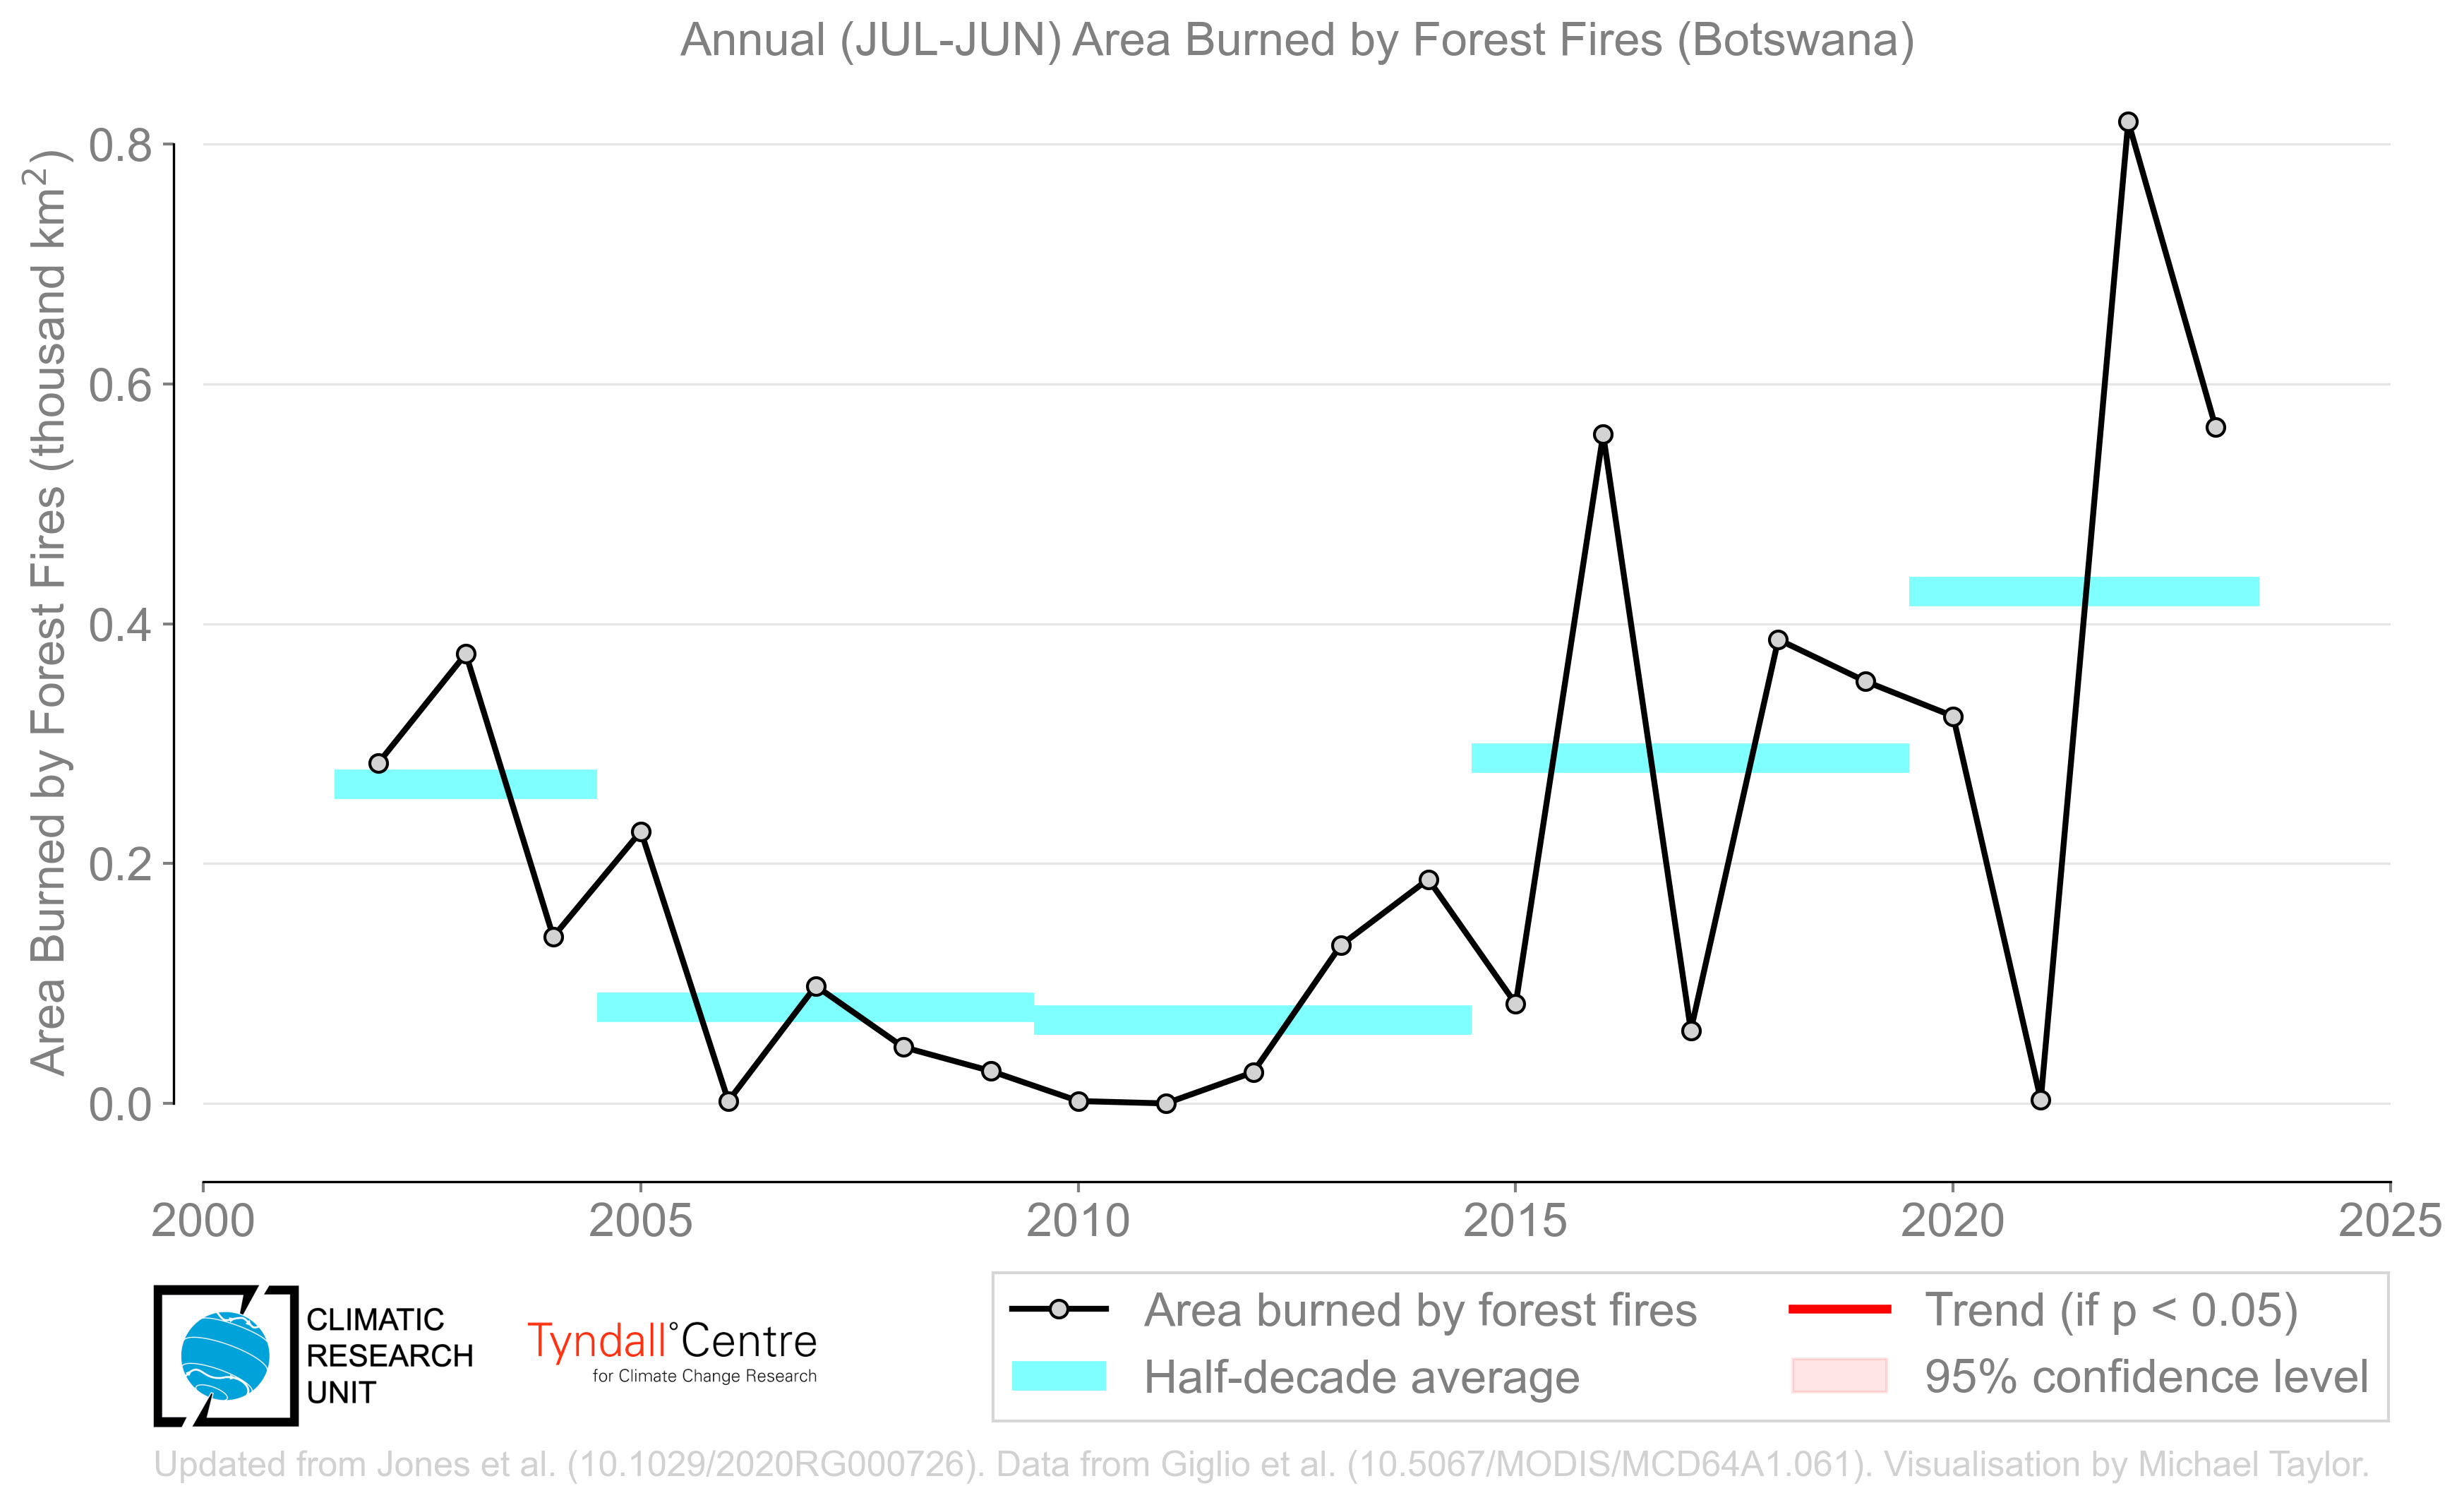 Annual (JUL-JUN) Area Burned by Forest Fires (Botswana)
Area Burned by Forest Fires (thousand km²)
0.8
0.6
0.4
0.2
0.0
2000 2005 2010 2015 2020 2025
CLIMATIC
RESEARCH
UNIT
Tyndall°Centre
for Climate Change Research
Area burned by forest fires
Half-decade average
Trend (if p < 0.05)
95% confidence level
Updated from Jones et al. (10.1029/2020RG000726). Data from Giglio et al. (10.5067/MODIS/MCD64A1.061). Visualisation by Michael Taylor.